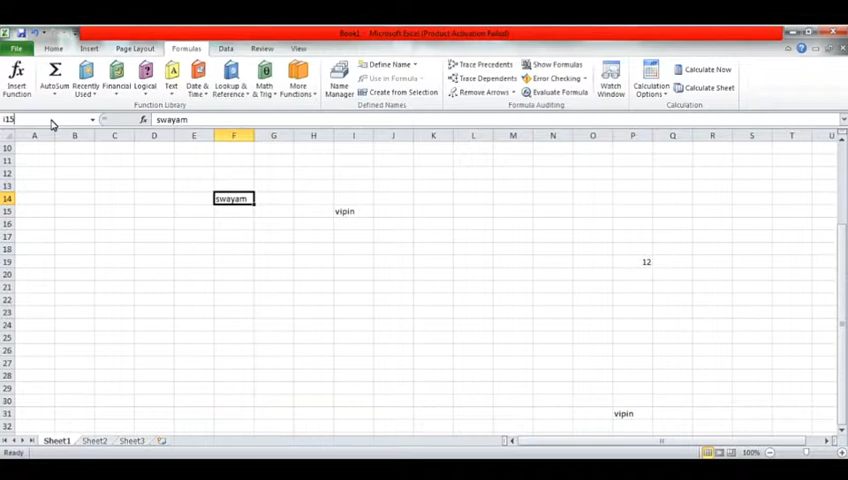 Book1 - Microsoft Excel (Product Activation Failed)
File Home Insert Page Layout Formulas Data Review View
Insert Function
AutoSum
Recently Used
Financial
Logical
Text
Date & Time
Lookup & Reference
Math & Trig
More Functions
Function Library
Name Manager
Define Name
Use in Formula
Create from Selection
Defined Names
Trace Precedents
Trace Dependents
Remove Arrows
Show Formulas
Error Checking
Evaluate Formula
Formula Auditing
Watch Window
Calculation Options
Calculate Now
Calculate Sheet
Calculation
i15 fx swayam
A B C D E F G H I J K L M N O P Q R S T U
10
11
12
13
14 swayam
15 vipin
16
17
18
19 12
20
21
22
23
24
25
26
27
28
29
30
31 vipin
32
Sheet1 Sheet2 Sheet3
Ready 100%